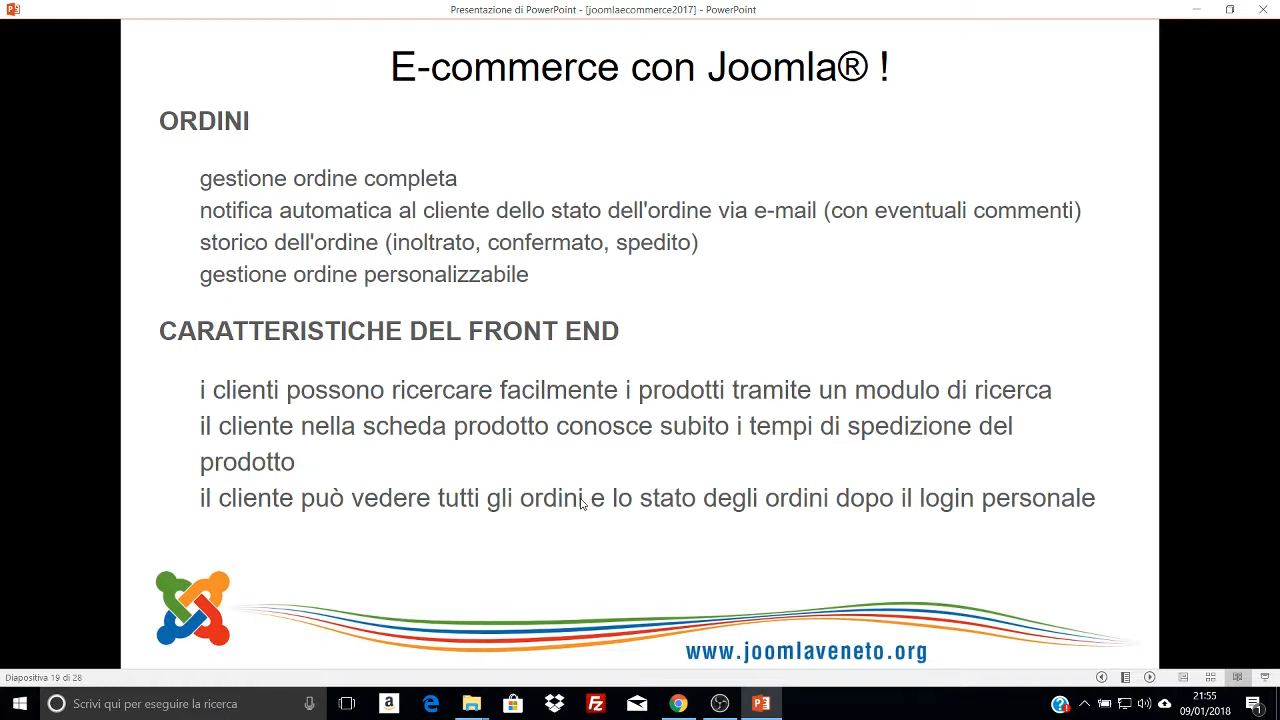 Presentazione di PowerPoint - [joomlaecommerce2017] - PowerPoint
E-commerce con Joomla® !
ORDINI
gestione ordine completa
notifica automatica al cliente dello stato dell'ordine via e-mail (con eventuali commenti)
storico dell'ordine (inoltrato, confermato, spedito)
gestione ordine personalizzabile
CARATTERISTICHE DEL FRONT END
i clienti possono ricercare facilmente i prodotti tramite un modulo di ricerca
il cliente nella scheda prodotto conosce subito i tempi di spedizione del
prodotto
il cliente può vedere tutti gli ordini e lo stato degli ordini dopo il login personale
www.joomlaveneto.org
Diapositiva 19 di 28
Scrivi qui per eseguire la ricerca
21:55
09/01/2018